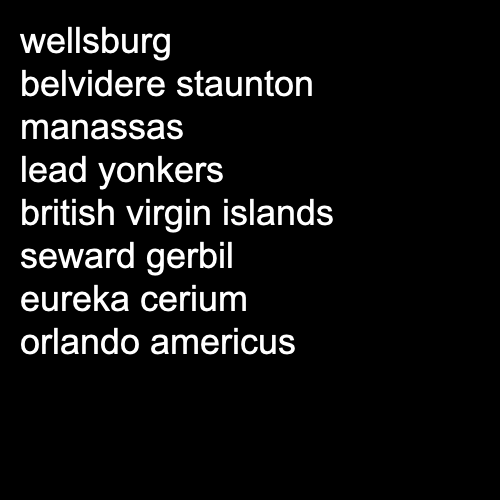 wellsburg
belvidere staunton
manassas
lead yonkers
british virgin islands
seward gerbil
eureka cerium
orlando americus